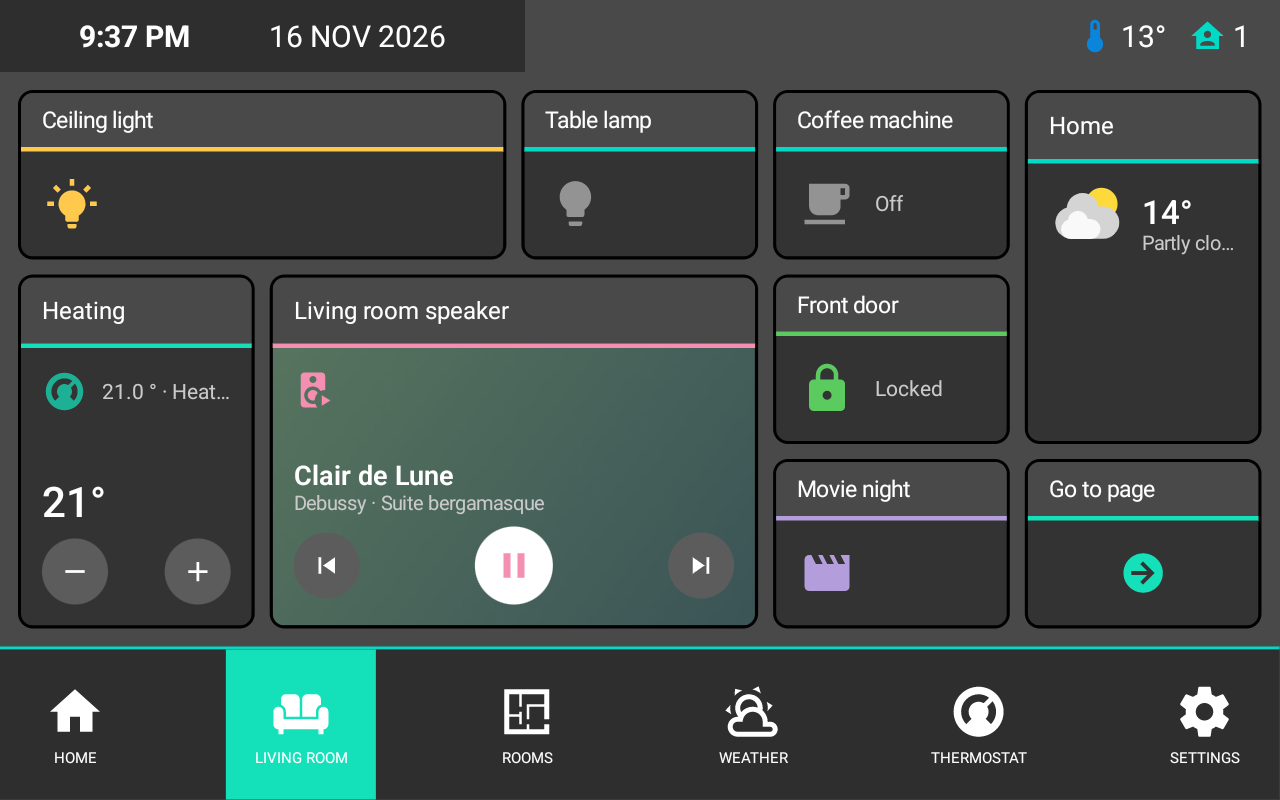 9:37 PM
16 NOV 2026
13°
1
Ceiling light
Table lamp
Coffee machine
Off
Home
14°
Partly clo...
Heating
21.0 ° · Heat...
21°
Living room speaker
Clair de Lune
Debussy · Suite bergamasque
Front door
Locked
Movie night
Go to page
HOME
LIVING ROOM
ROOMS
WEATHER
THERMOSTAT
SETTINGS